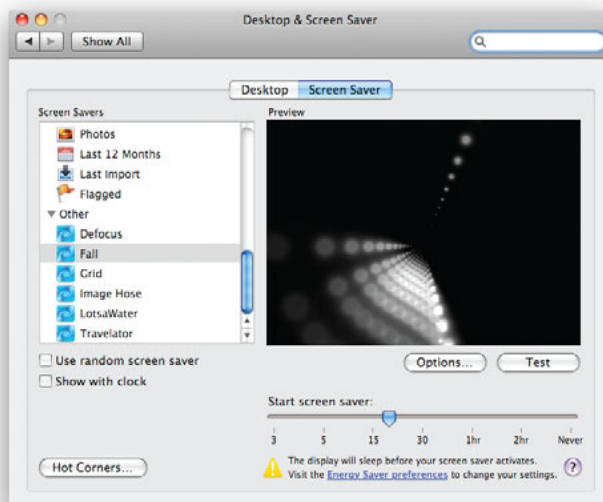 Desktop & Screen Saver
Show All
Desktop Screen Saver
Screen Savers
Preview
Photos
Last 12 Months
Last Import
Flagged
Other
Defocus
Fall
Grid
Image Hose
LotsaWater
Travelator
Use random screen saver
Show with clock
Options... Test
Start screen saver:
3 5 15 30 1hr 2hr Never
Hot Corners...
The display will sleep before your screen saver activates.
Visit the Energy Saver preferences to change your settings.
?